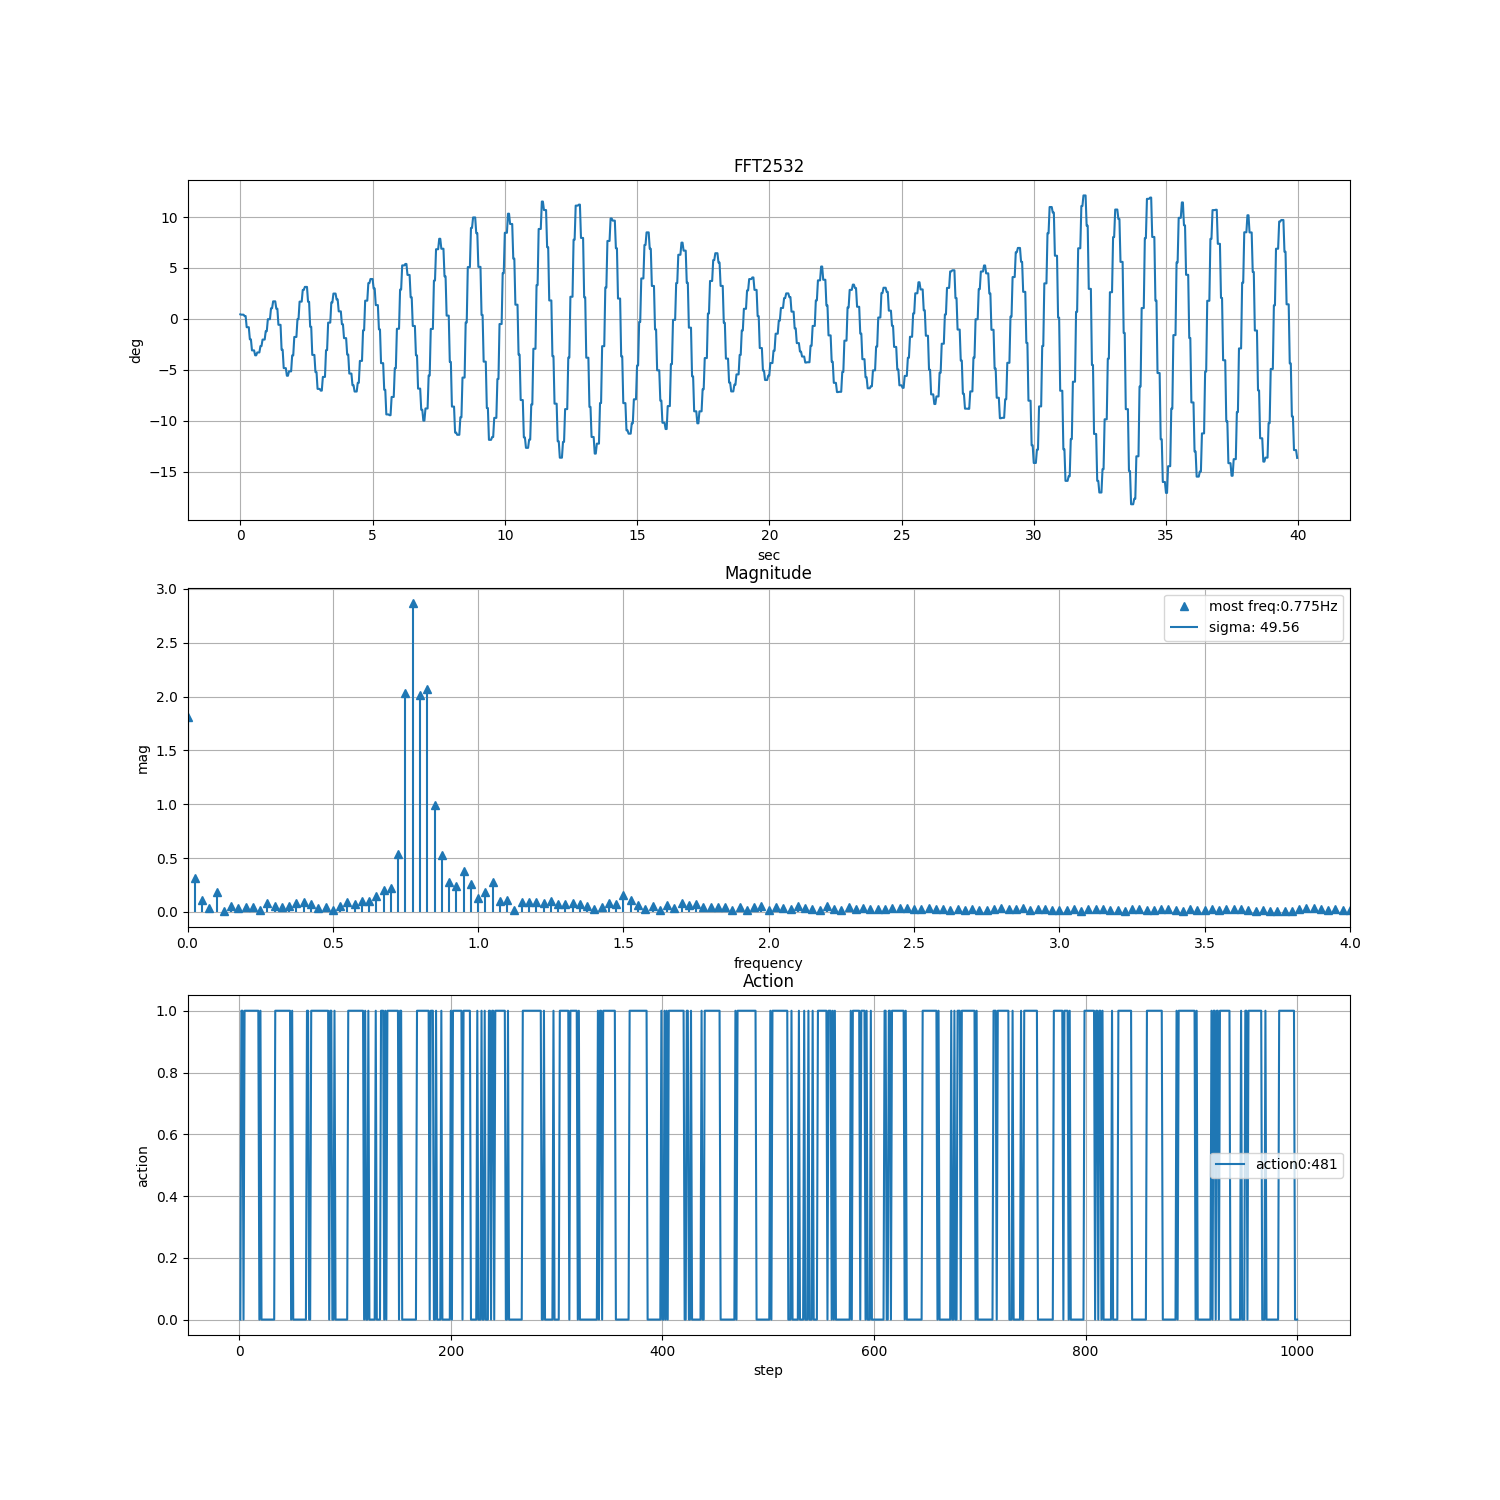 FFT2532
10
5
0
−5
−10
−15
deg
0 5 10 15 20 25 30 35 40
sec
Magnitude
3.0
2.5
2.0
1.5
1.0
0.5
0.0
mag
most freq:0.775Hz
sigma: 49.56
0.0 0.5 1.0 1.5 2.0 2.5 3.0 3.5 4.0
frequency
Action
1.0
0.8
0.6
0.4
0.2
0.0
action
action0:481
0 200 400 600 800 1000
step